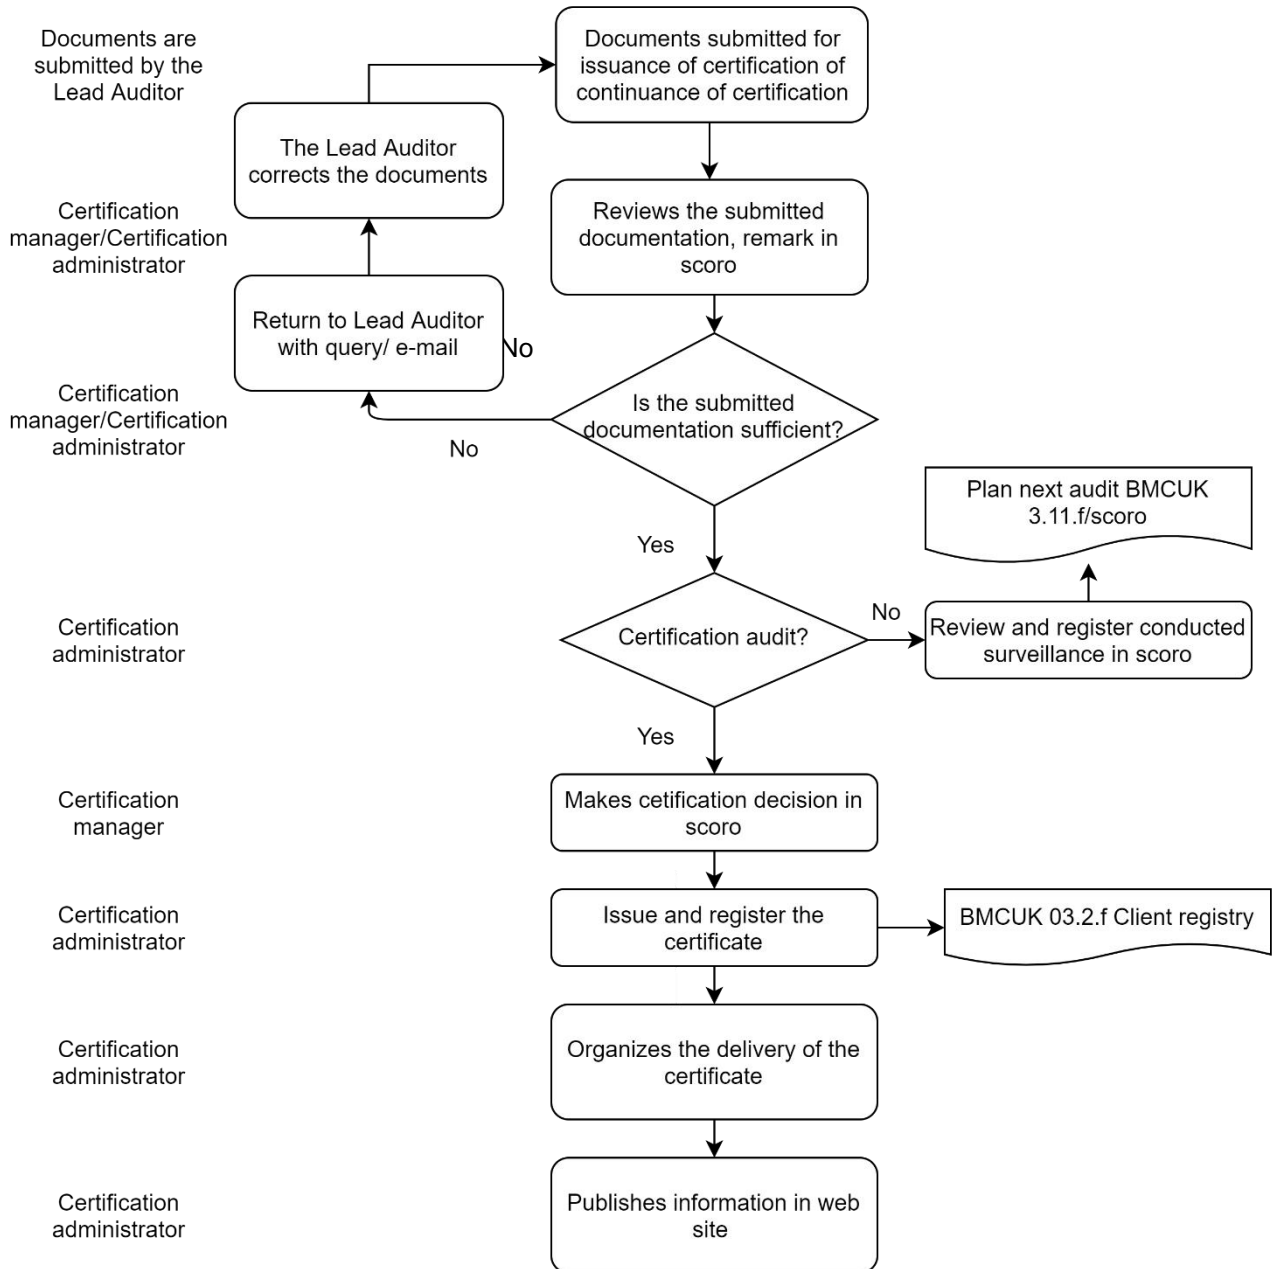 Documents are
submitted by the
Lead Auditor
Documents submitted for
issuance of certification of
continuance of certification
The Lead Auditor
corrects the documents
Certification
manager/Certification
administrator
Reviews the submitted
documentation, remark in
scoro
Return to Lead Auditor
with query/ e-mail
No
Certification
manager/Certification
administrator
Is the submitted
documentation sufficient?
No
Plan next audit BMCUK
3.11.f/scoro
Yes
Certification
administrator
Certification audit?
No
Review and register conducted
surveillance in scoro
Yes
Certification
manager
Makes cetification decision in
scoro
Certification
administrator
Issue and register the
certificate
BMCUK 03.2.f Client registry
Certification
administrator
Organizes the delivery of the
certificate
Certification
administrator
Publishes information in web
site